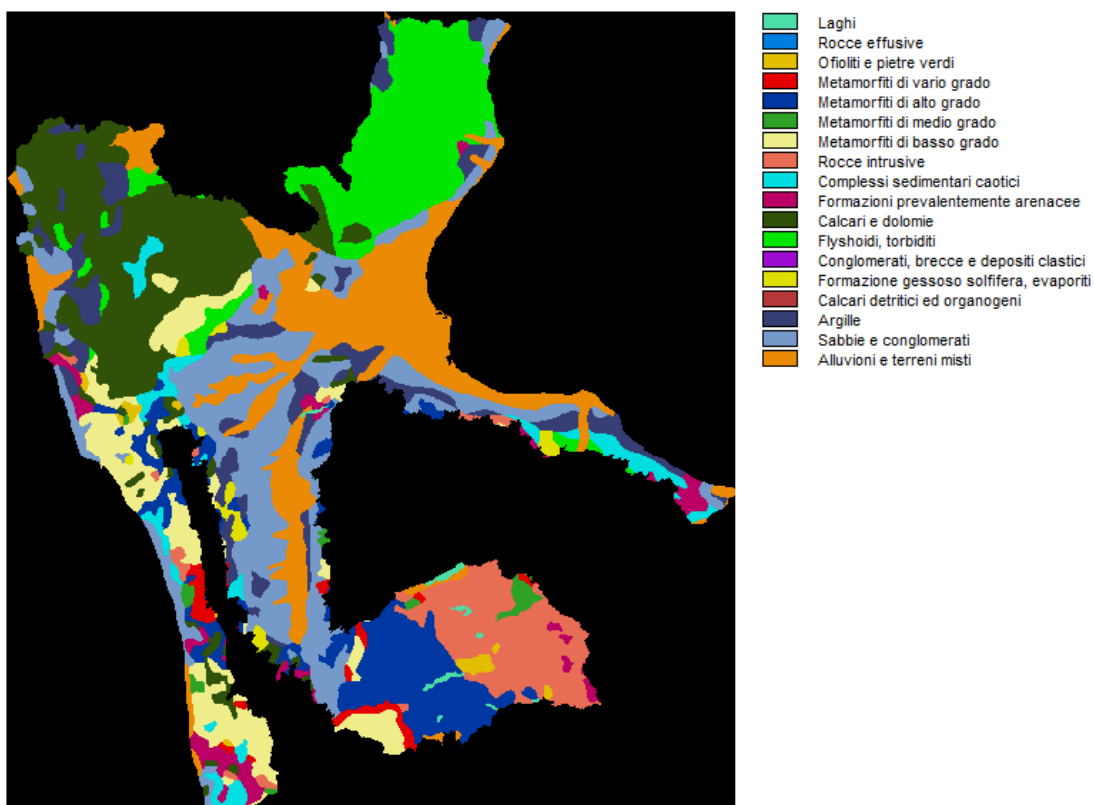 Laghi
Rocce effusive
Ofioliti e pietre verdi
Metamorfiti di vario grado
Metamorfiti di alto grado
Metamorfiti di medio grado
Metamorfiti di basso grado
Rocce intrusive
Complessi sedimentari caotici
Formazioni prevalentemente arenacee
Calcari e dolomie
Flyshoidi, torbiditi
Conglomerati, brecce e depositi clastici
Formazione gessoso solfifera, evaporiti
Calcari detritici ed organogeni
Argille
Sabbie e conglomerati
Alluvioni e terreni misti